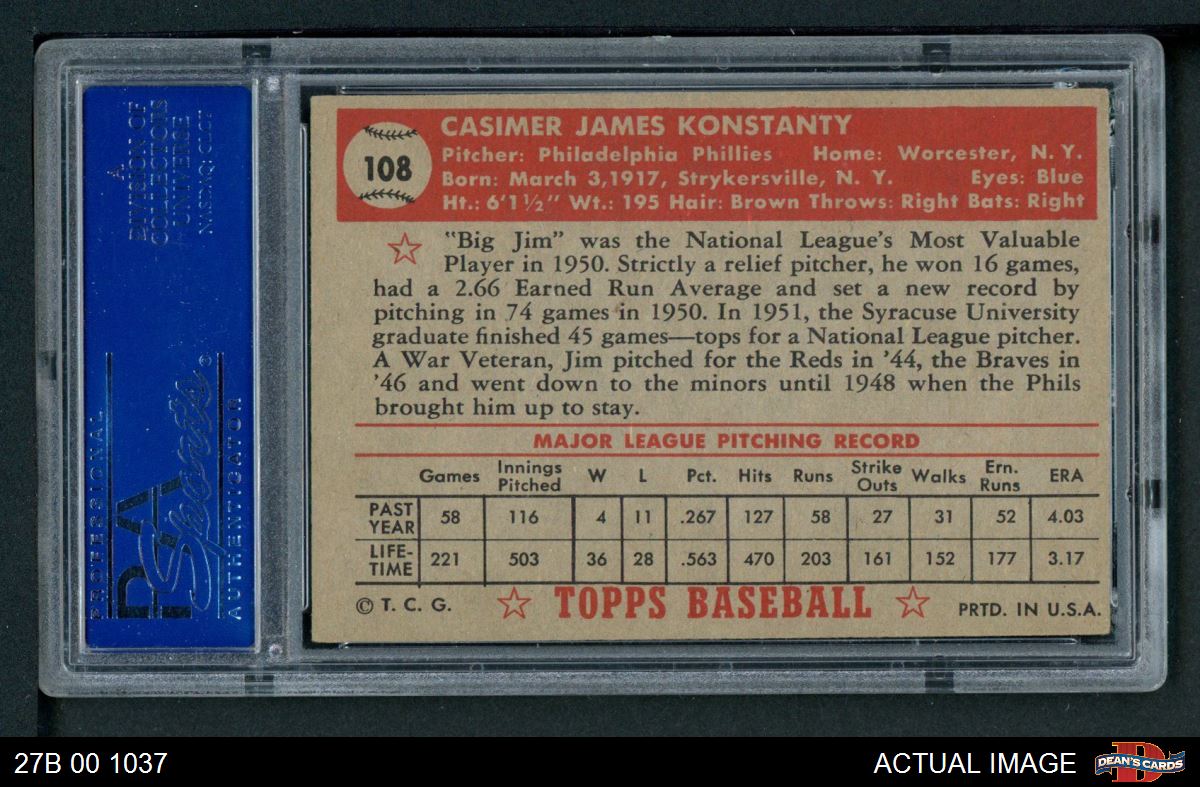 A
DIVISION OF
COLLECTORS
UNIVERSE
NASDAQ: CLCT
PROFESSIONAL
PSA
Sports®
AUTHENTICATOR
108
CASIMER JAMES KONSTANTY
Pitcher: Philadelphia Phillies Home: Worcester, N. Y.
Born: March 3,1917, Strykersville, N. Y. Eyes: Blue
Ht.: 6'1½" Wt.: 195 Hair: Brown Throws: Right Bats: Right
"Big Jim" was the National League's Most Valuable
Player in 1950. Strictly a relief pitcher, he won 16 games,
had a 2.66 Earned Run Average and set a new record by
pitching in 74 games in 1950. In 1951, the Syracuse University
graduate finished 45 games—tops for a National League pitcher.
A War Veteran, Jim pitched for the Reds in '44, the Braves in
'46 and went down to the minors until 1948 when the Phils
brought him up to stay.
MAJOR LEAGUE PITCHING RECORD
Games Innings Pitched W L Pct. Hits Runs Strike Outs Walks Ern. Runs ERA
PAST YEAR 58 116 4 11 .267 127 58 27 31 52 4.03
LIFE-TIME 221 503 36 28 .563 470 203 161 152 177 3.17
© T. C. G. TOPPS BASEBALL PRTD. IN U.S.A.
27B 00 1037
ACTUAL IMAGE
D
DEAN'S CARDS